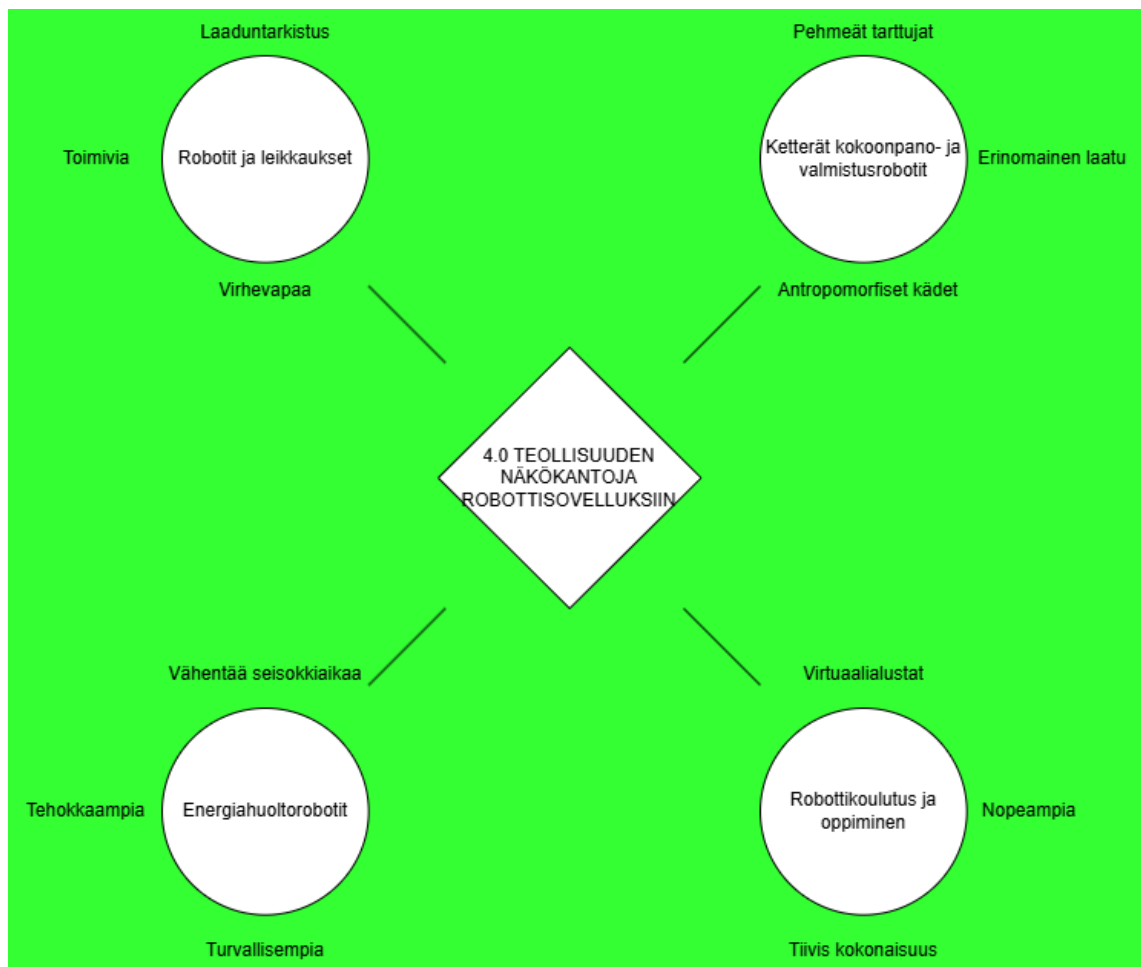 Laaduntarkistus
Pehmeät tarttujat
Toimivia
Robotit ja leikkaukset
Ketterät kokoonpano- ja
valmistusrobotit
Erinomainen laatu
Virhevapaa
Antropomorfiset kädet
4.0 TEOLLISUUDEN
NÄKÖKANTOJA
ROBOTTISOVELLUKSIIN
Vähentää seisokkiaikaa
Virtuaalialustat
Tehokkaampia
Energiahuoltorobotit
Robottikoulutus ja
oppiminen
Nopeampia
Turvallisempia
Tiivis kokonaisuus